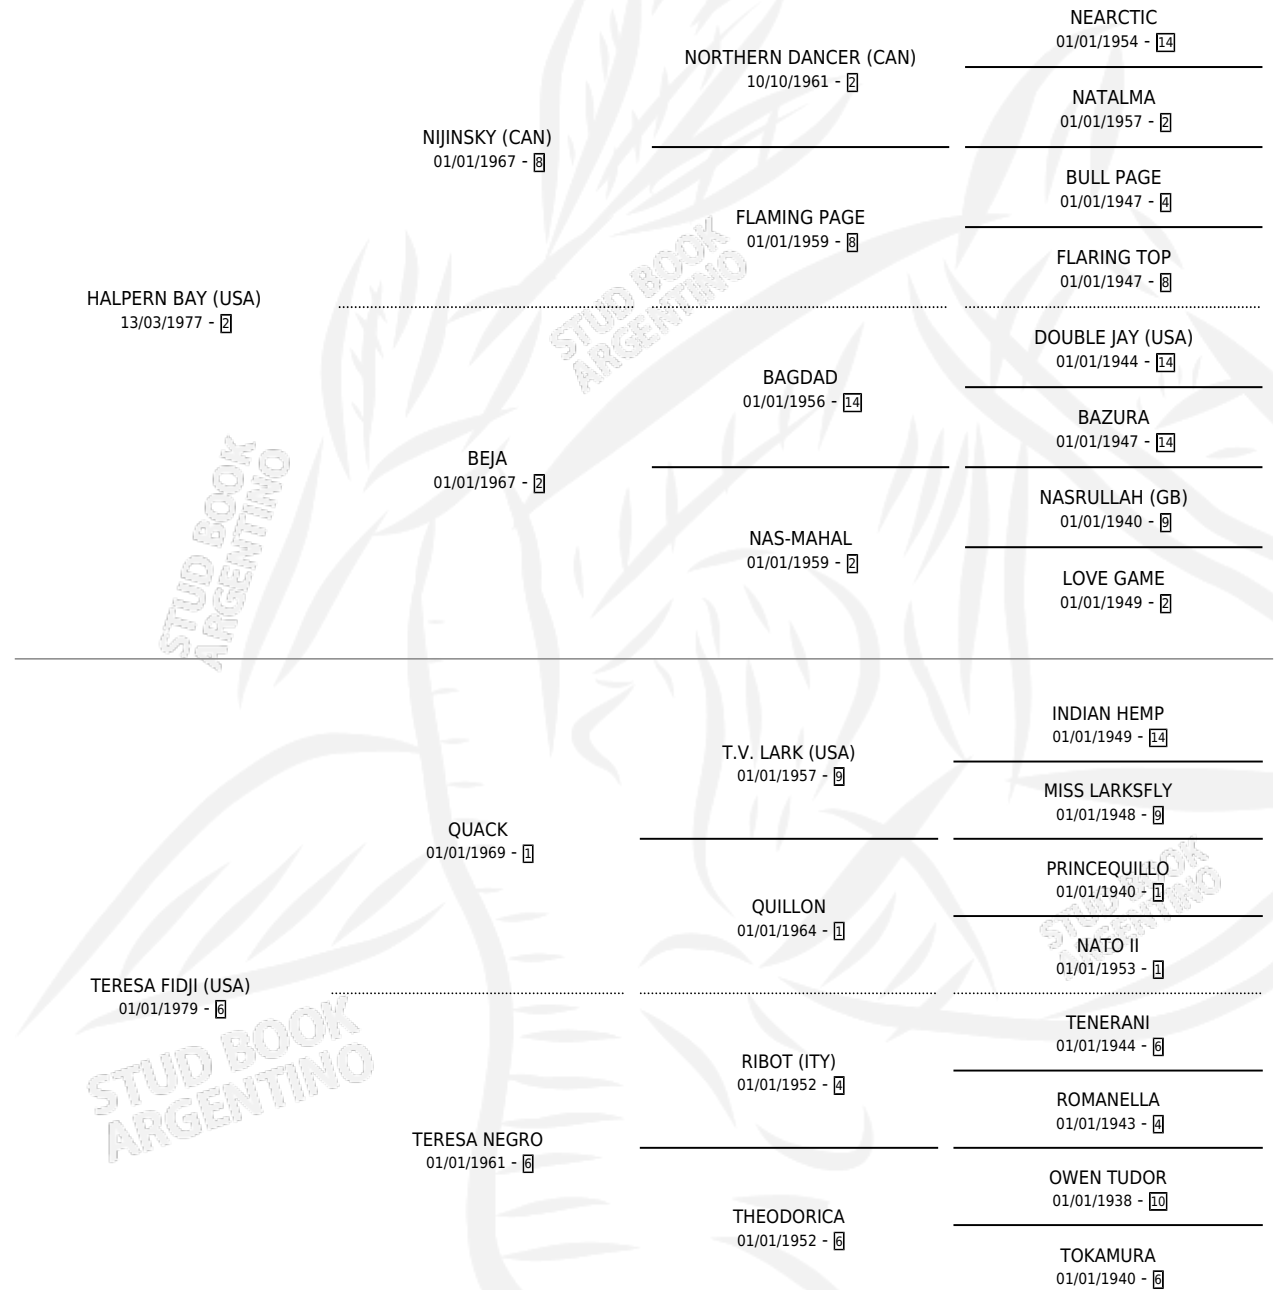 NEARCTIC
01/01/1954 - 14
NORTHERN DANCER (CAN)
10/10/1961 - 2
NATALMA
01/01/1957 - 2
NIJINSKY (CAN)
01/01/1967 - 8
BULL PAGE
01/01/1947 - 4
FLAMING PAGE
01/01/1959 - 8
FLARING TOP
01/01/1947 - 8
HALPERN BAY (USA)
13/03/1977 - 2
DOUBLE JAY (USA)
01/01/1944 - 14
BAGDAD
01/01/1956 - 14
BAZURA
01/01/1947 - 14
BEJA
01/01/1967 - 2
NASRULLAH (GB)
01/01/1940 - 9
NAS-MAHAL
01/01/1959 - 2
LOVE GAME
01/01/1949 - 2
STUD BOOK
ARGENTINO
STUD BOOK
ARGENTINO
INDIAN HEMP
01/01/1949 - 14
T.V. LARK (USA)
01/01/1957 - 9
MISS LARKSFLY
01/01/1948 - 9
QUACK
01/01/1969 - 1
PRINCEQUILLO
01/01/1940 - 1
QUILLON
01/01/1964 - 1
NATO II
01/01/1953 - 1
TERESA FIDJI (USA)
01/01/1979 - 6
TENERANI
01/01/1944 - 6
RIBOT (ITY)
01/01/1952 - 4
ROMANELLA
01/01/1943 - 4
TERESA NEGRO
01/01/1961 - 6
OWEN TUDOR
01/01/1938 - 10
THEODORICA
01/01/1952 - 6
TOKAMURA
01/01/1940 - 6
STUD BOOK
ARGENTINO
STUD BOOK
ARGENTINO